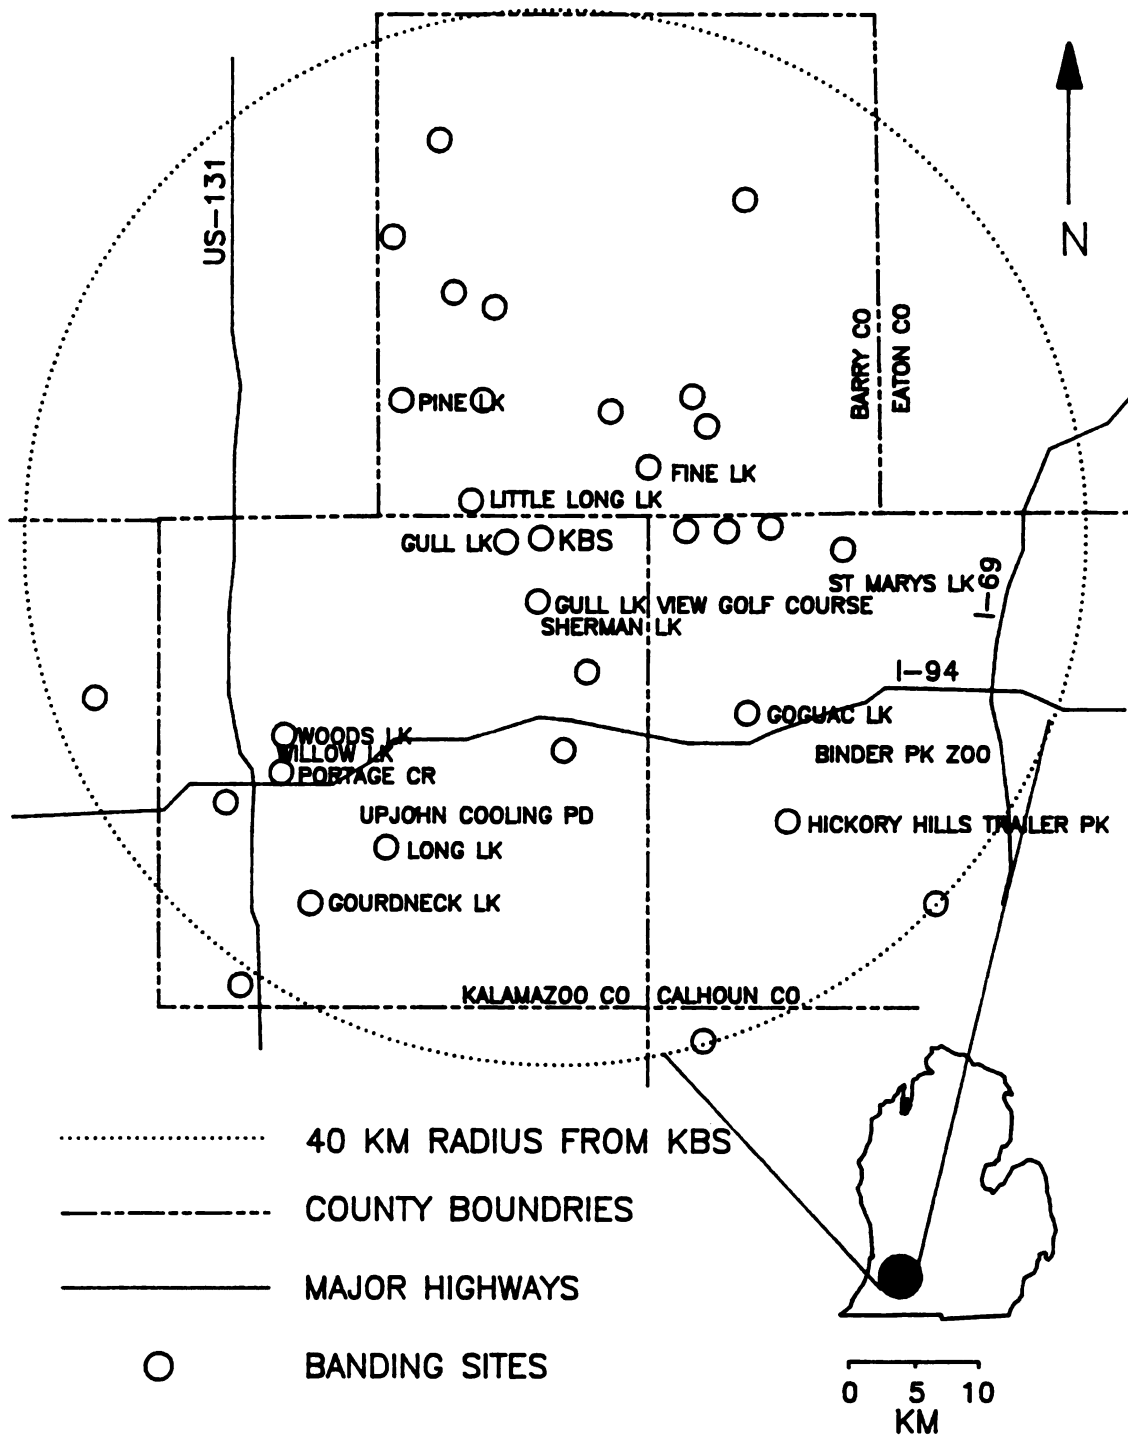 US-131
N
BARRY CO
EATON CO
PINE LK
FINE LK
LITTLE LONG LK
GULL LK
KBS
ST MARYS LK
I-69
GULL LK VIEW GOLF COURSE
SHERMAN LK
I-94
GOGUAC LK
WOODS LK
WILLOW LK
PORTAGE CR
BINDER PK ZOO
UPJOHN COOLING PD
HICKORY HILLS TRAILER PK
LONG LK
GOURDNECK LK
KALAMAZOO CO
CALHOUN CO
40 KM RADIUS FROM KBS
COUNTY BOUNDRIES
MAJOR HIGHWAYS
BANDING SITES
0 5 10
KM